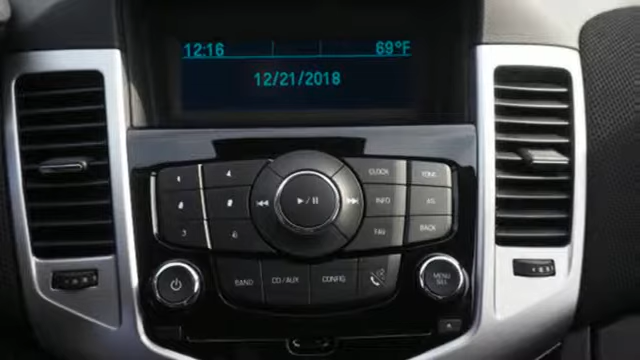 12:16 69°F
12/21/2018
CLOCK TONE
INFO AS
FAV BACK
BAND CD/AUX CONFIG
MENU
SEL